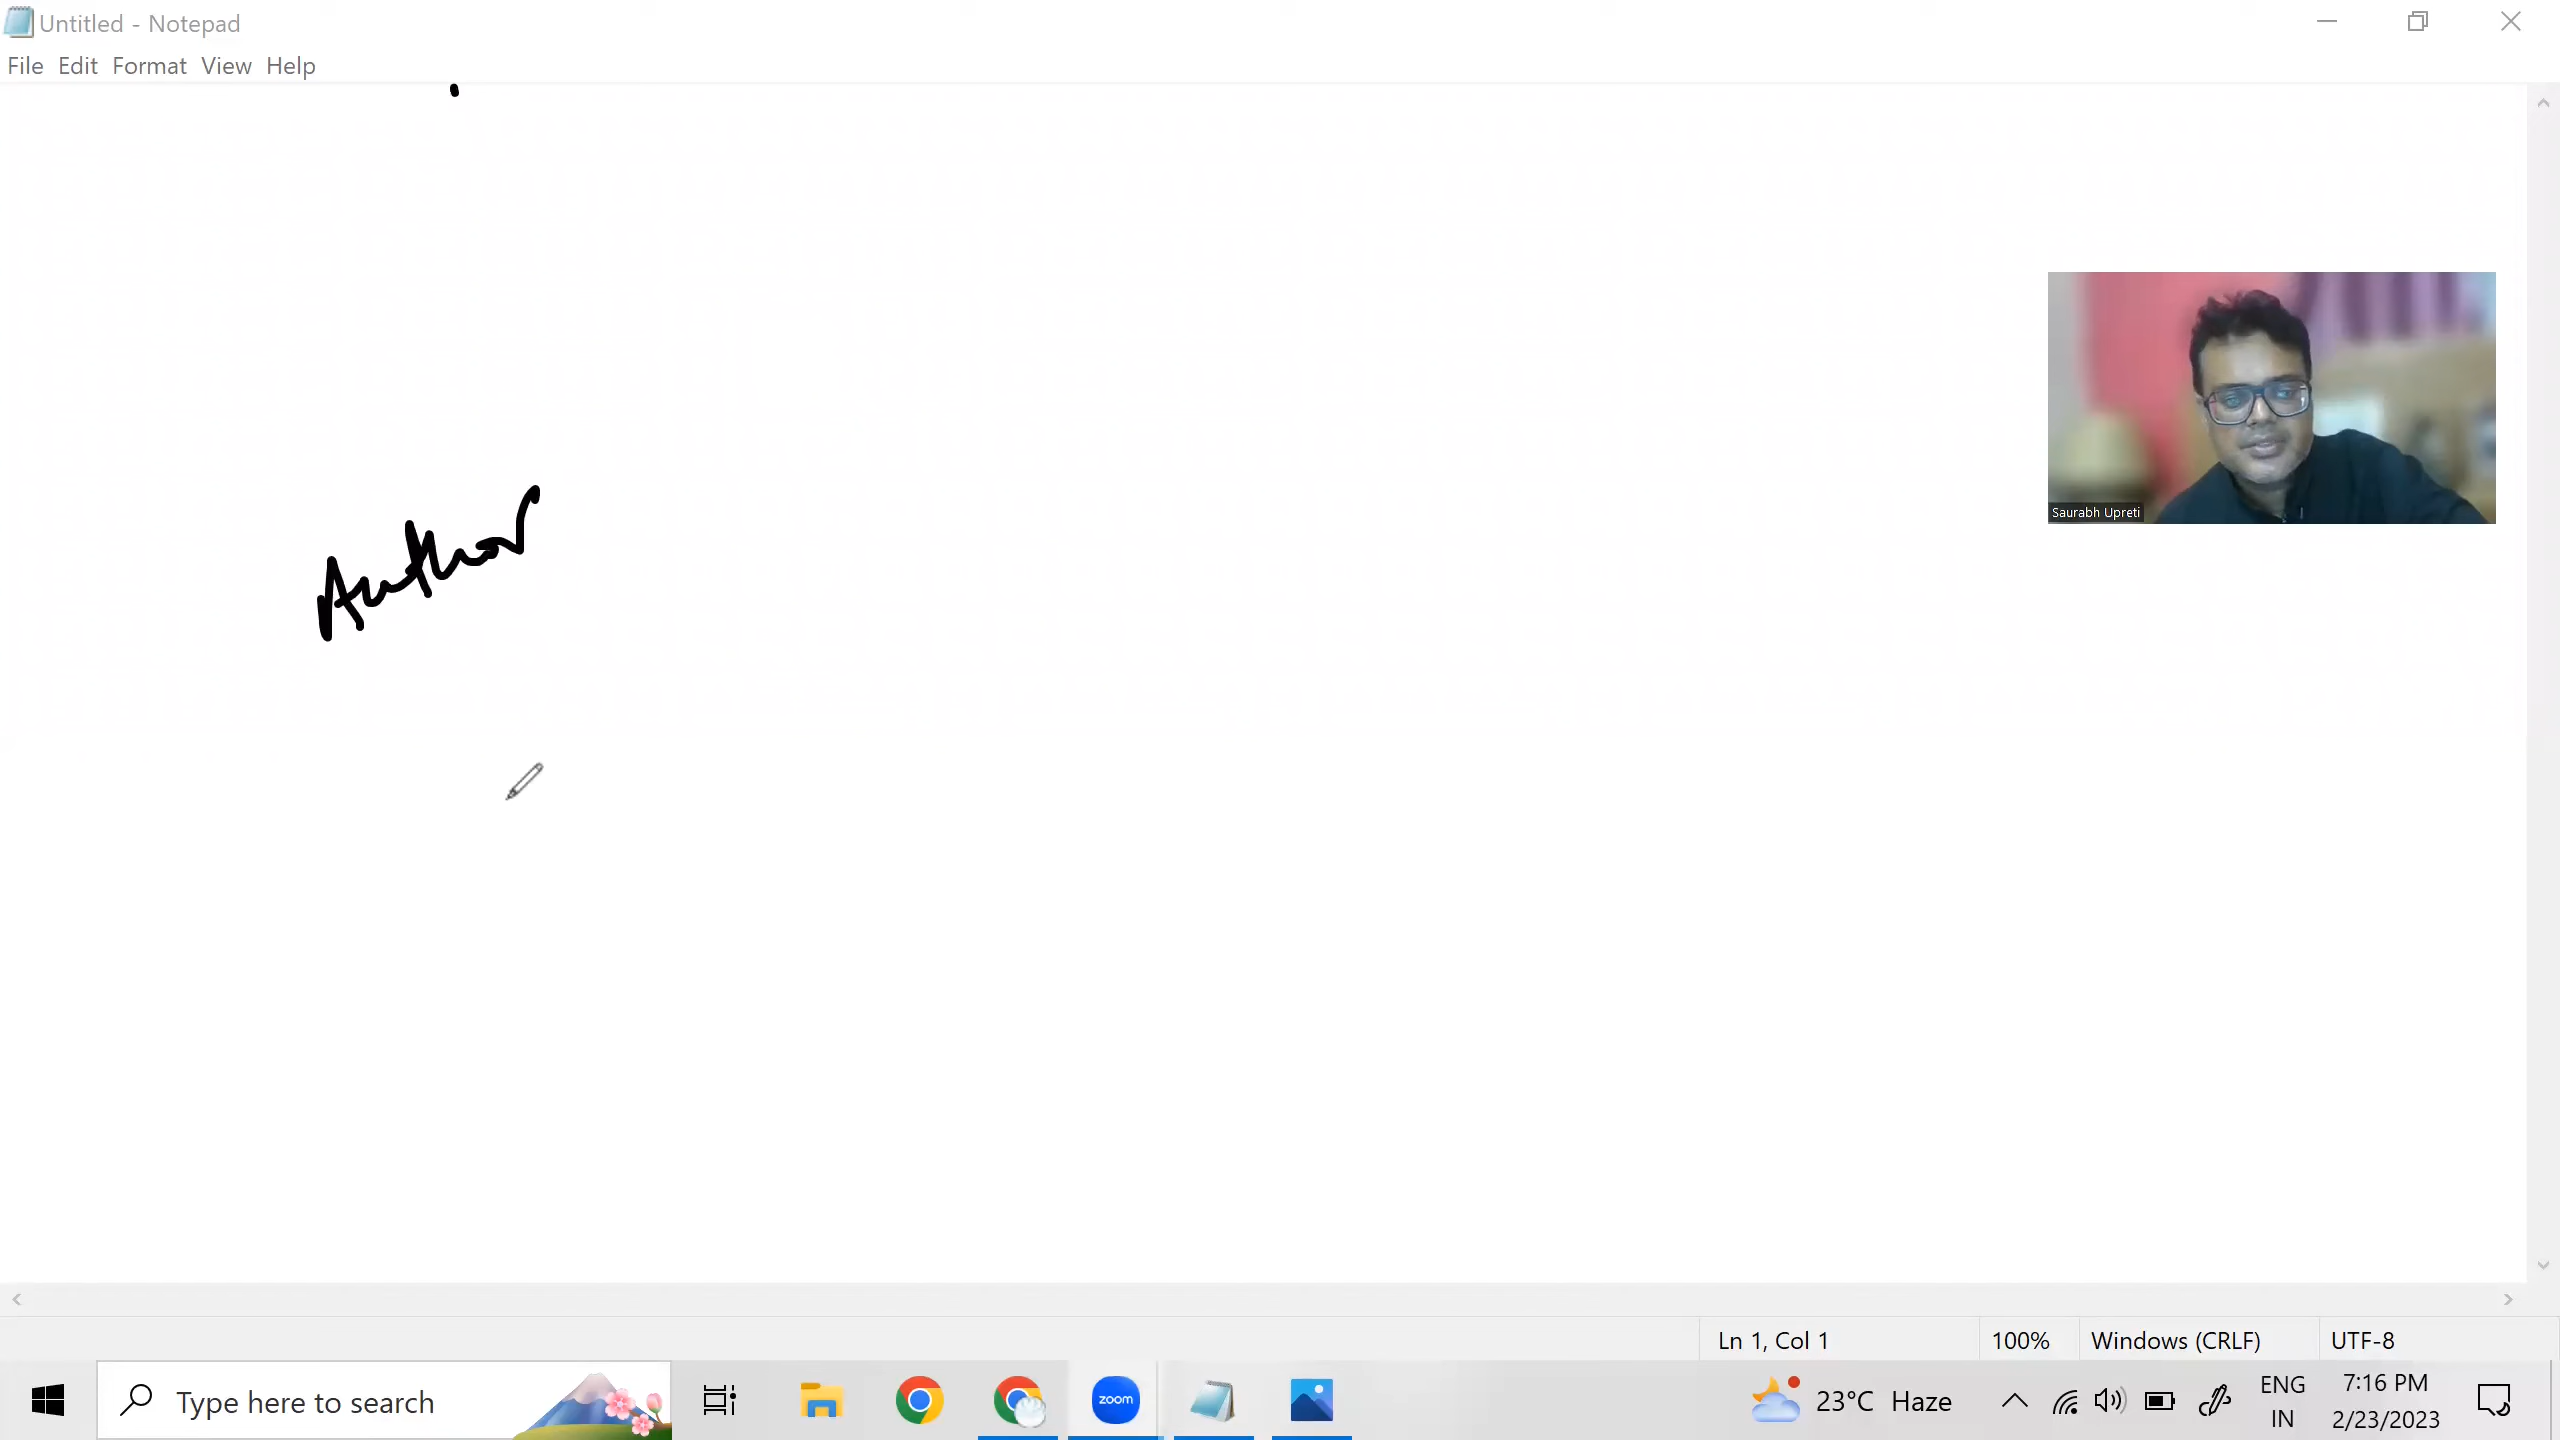 Untitled - Notepad
File Edit Format View Help
Author
Saurabh Upreti
Ln 1, Col 1 100% Windows (CRLF) UTF-8
Type here to search
zoom
23°C Haze
ENG
IN
7:16 PM
2/23/2023